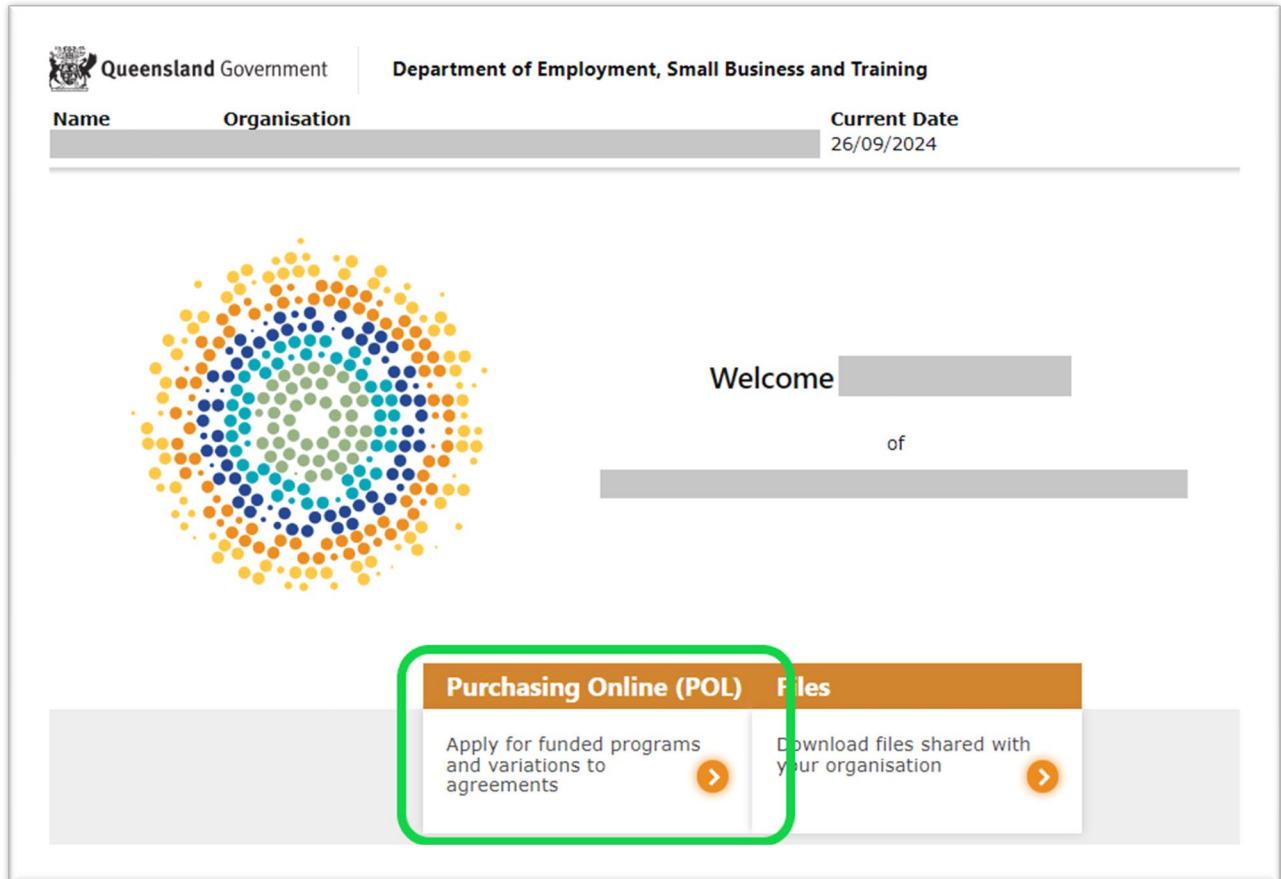 Queensland Government
Department of Employment, Small Business and Training
Name Organisation Current Date
26/09/2024
Welcome
of
Purchasing Online (POL)
Apply for funded programs
and variations to
agreements
Files
Download files shared with
your organisation